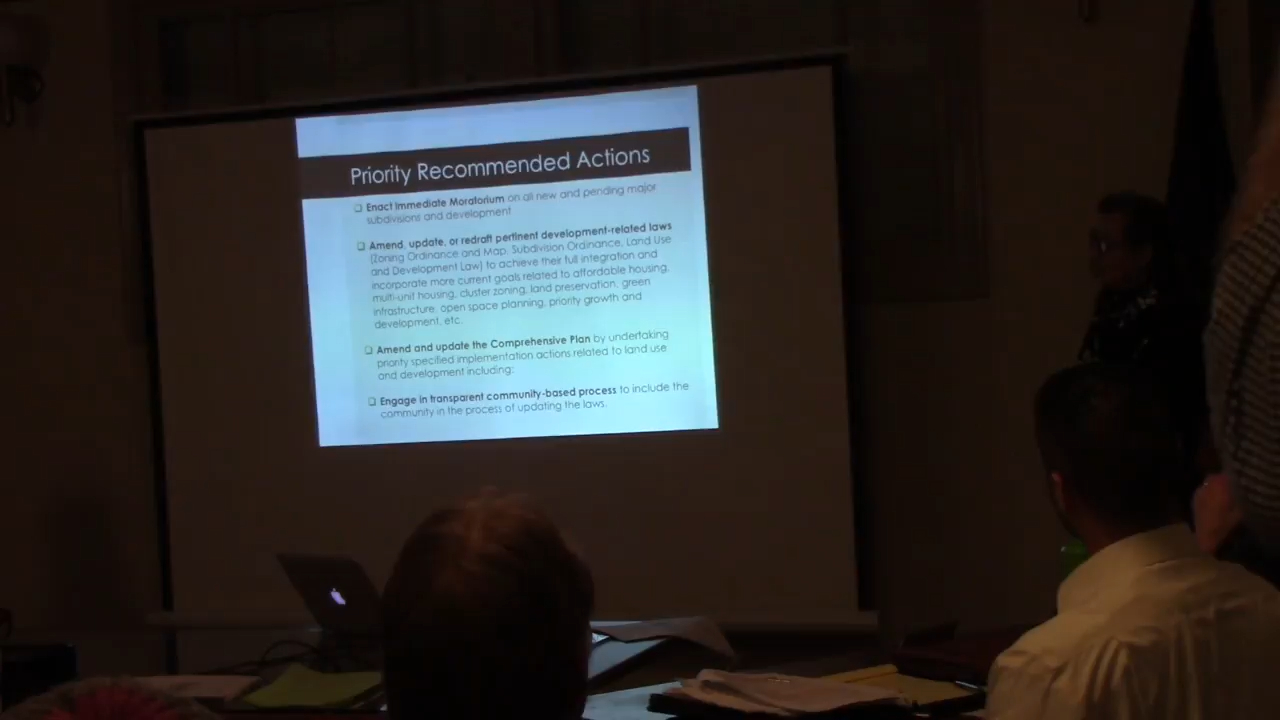 Priority Recommended Actions
❑ Enact Immediate Moratorium on all new and pending major
subdivisions and development
❑ Amend, update, or redraft pertinent development-related laws
(Zoning Ordinance and Map, Subdivision Ordinance, Land Use
and Development Law) to achieve their full integration and
incorporate more current goals related to affordable housing,
multi-unit housing, cluster zoning, land preservation, green
infrastructure, open space planning, priority growth and
development, etc.
❑ Amend and update the Comprehensive Plan by undertaking
priority specified implementation actions related to land use
and development including:
❑ Engage in transparent community-based process to include the
community in the process of updating the laws.